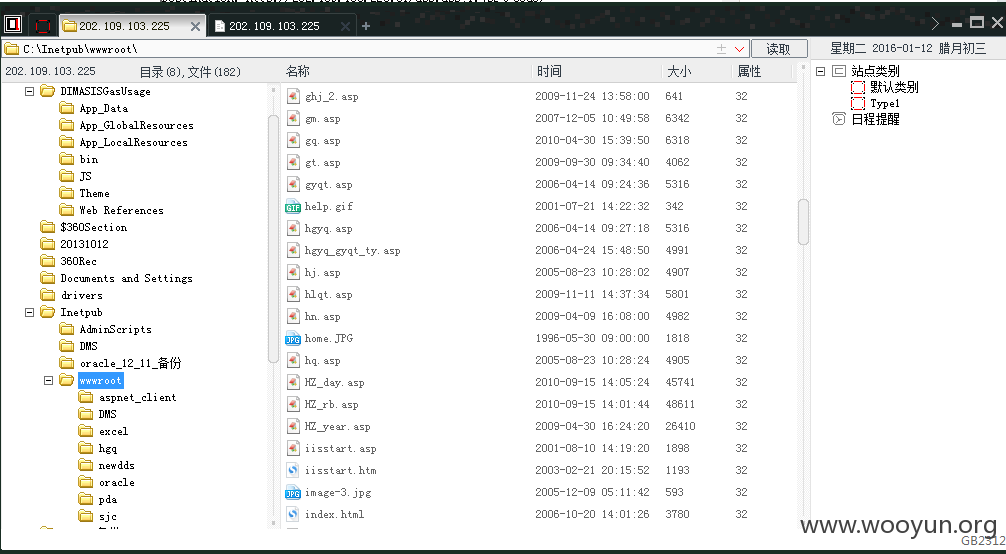 202.109.103.225 202.109.103.225
C:\Inetpub\wwwroot\ 读取 星期二 2016-01-12 腊月初三
202.109.103.225 目录(8),文件(182) 名称 时间 大小 属性
DIMASISGasUsage
App_Data
App_GlobalResources
App_LocalResources
bin
JS
Theme
Web References
$360Section
20131012
360Rec
Documents and Settings
drivers
Inetpub
AdminScripts
DMS
oracle_12_11_备份
wwwroot
aspnet_client
DMS
excel
hgq
newdds
oracle
pda
sjc
ghj_2.asp 2009-11-24 13:58:00 641 32
gm.asp 2007-12-05 10:49:58 6342 32
gq.asp 2010-04-30 15:39:50 6318 32
gt.asp 2009-09-30 09:34:40 4062 32
gyqt.asp 2006-04-14 09:24:36 5316 32
help.gif 2001-07-21 14:22:32 342 32
hgyq.asp 2006-04-14 09:27:18 5316 32
hgyq_gyqt_ty.asp 2006-04-24 15:48:50 4991 32
hj.asp 2005-08-23 10:28:02 4907 32
hlqt.asp 2009-11-11 14:37:34 5801 32
hn.asp 2009-04-09 16:08:00 4982 32
home.JPG 1996-05-30 09:00:00 1818 32
hq.asp 2005-08-23 10:28:24 4905 32
HZ_day.asp 2010-09-15 14:05:24 45741 32
HZ_rb.asp 2010-09-15 14:01:44 48611 32
HZ_year.asp 2009-04-30 16:24:20 26410 32
iisstart.asp 2001-08-10 14:19:20 1898 32
iisstart.htm 2003-02-21 20:15:52 1193 32
image-3.jpg 2005-12-09 05:11:42 593 32
index.html 2006-10-20 14:01:26 3780 32
站点类别
默认类别
Type1
日程提醒
www.wooyun.org
GB2312